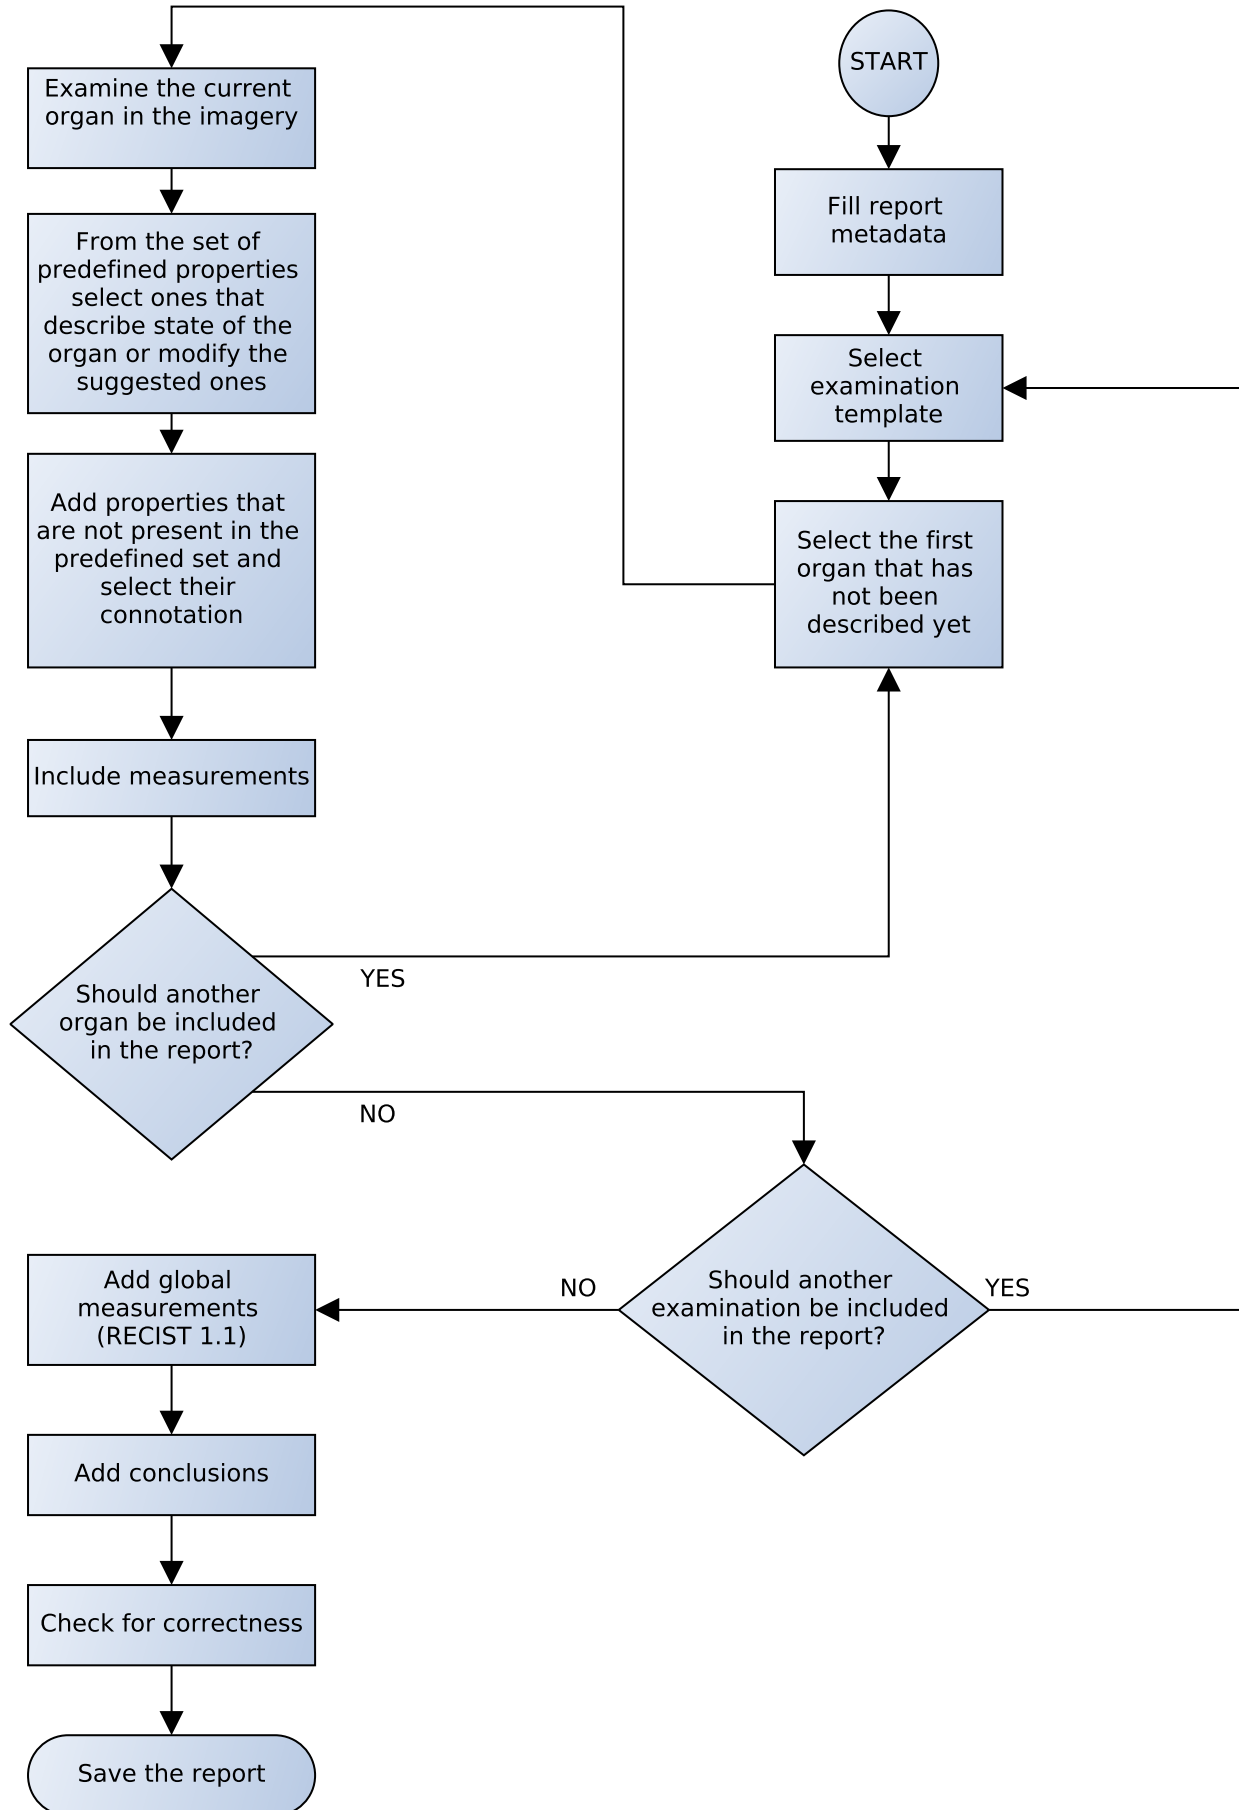 START
Fill report
metadata
Select
examination
template
Select the first
organ that has
not been
described yet
Examine the current
organ in the imagery
From the set of
predefined properties
select ones that
describe state of the
organ or modify the
suggested ones
Add properties that
are not present in the
predefined set and
select their
connotation
Include measurements
Should another
organ be included
in the report?
YES
NO
Should another
examination be included
in the report?
YES
NO
Add global
measurements
(RECIST 1.1)
Add conclusions
Check for correctness
Save the report